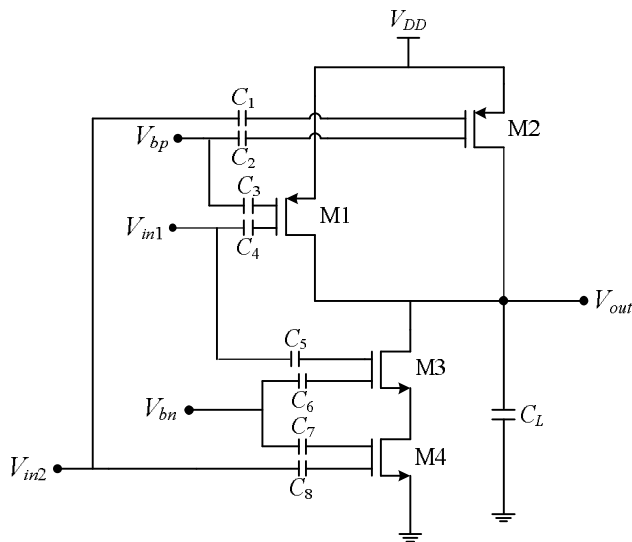 V_DD
C_1
V_bp
C_2
M2
C_3
M1
V_in1
C_4
V_out
C_5
M3
C_6
V_bn
C_7
C_L
M4
V_in2
C_8